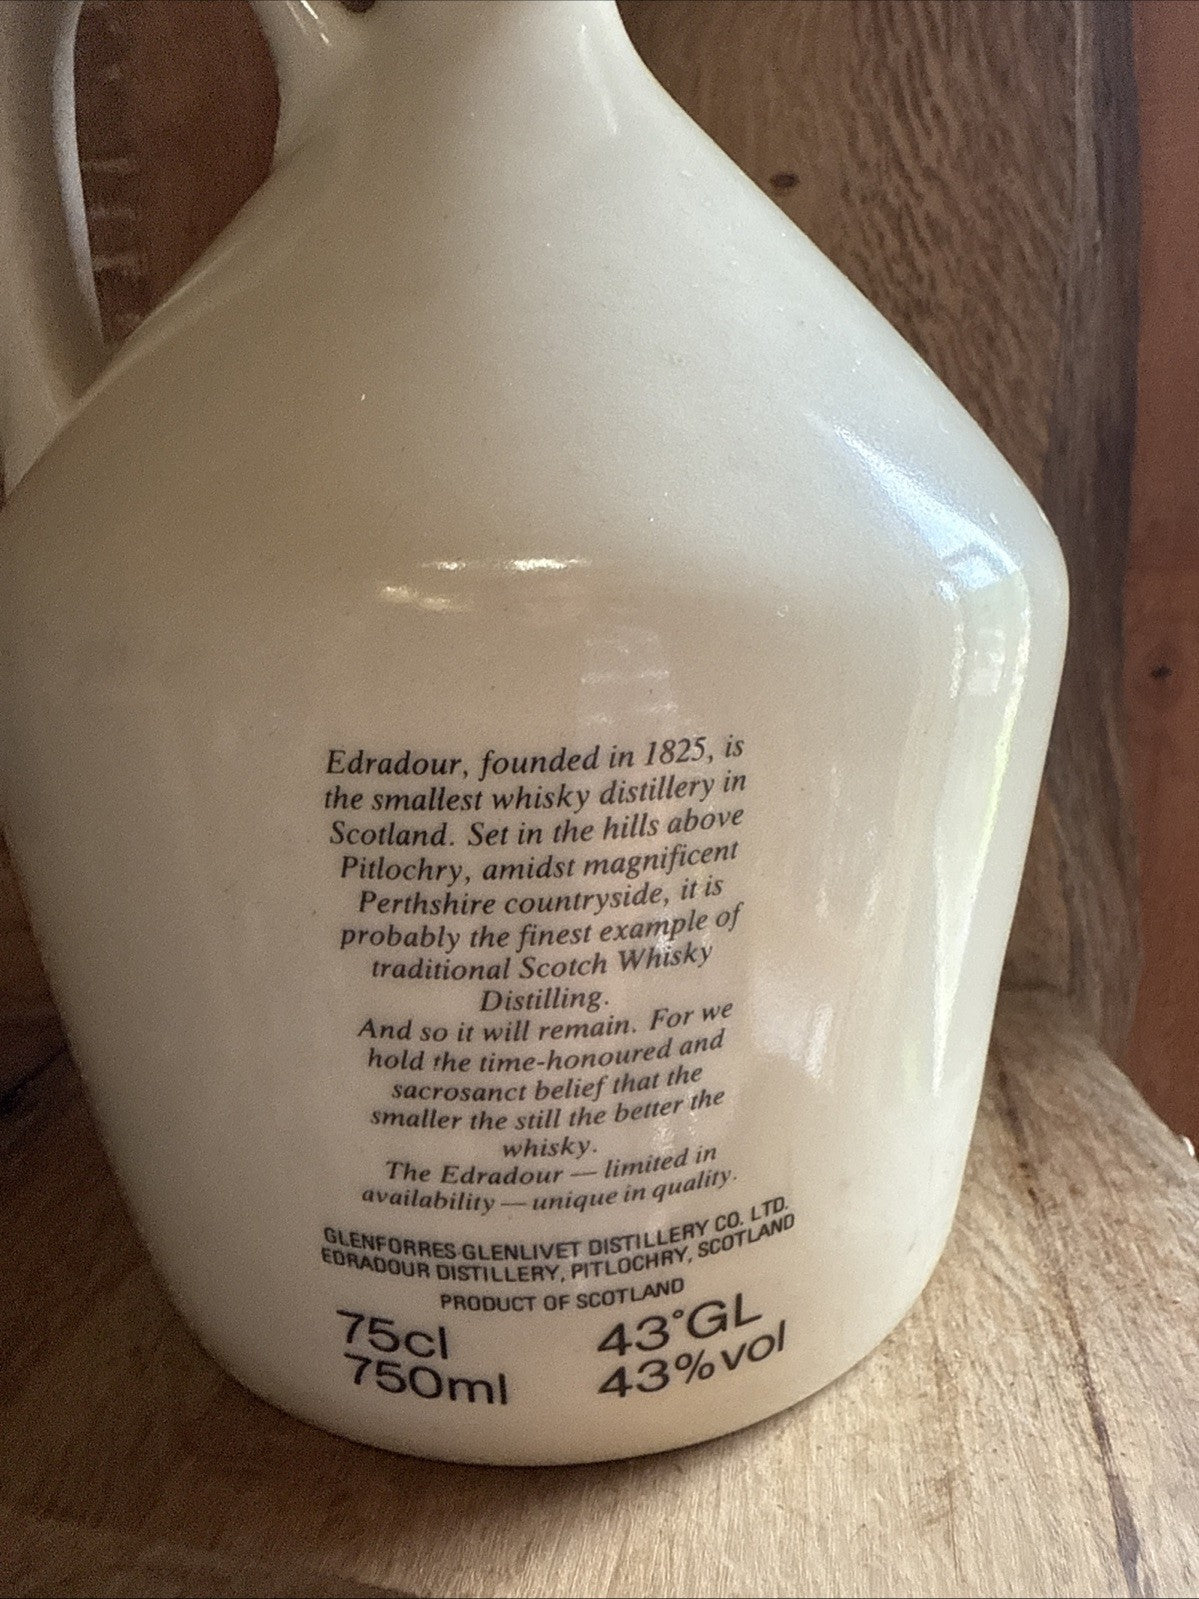 Edradour, founded in 1825, is
the smallest whisky distillery in
Scotland. Set in the hills above
Pitlochry, amidst magnificent
Perthshire countryside, it is
probably the finest example of
traditional Scotch Whisky
Distilling.
And so it will remain. For we
hold the time-honoured and
sacrosanct belief that the
smaller the still the better the
whisky.
The Edradour — limited in
availability — unique in quality.
GLENFORRES-GLENLIVET DISTILLERY CO. LTD.
EDRADOUR DISTILLERY, PITLOCHRY, SCOTLAND
PRODUCT OF SCOTLAND
75cl 43°GL
750ml 43%vol